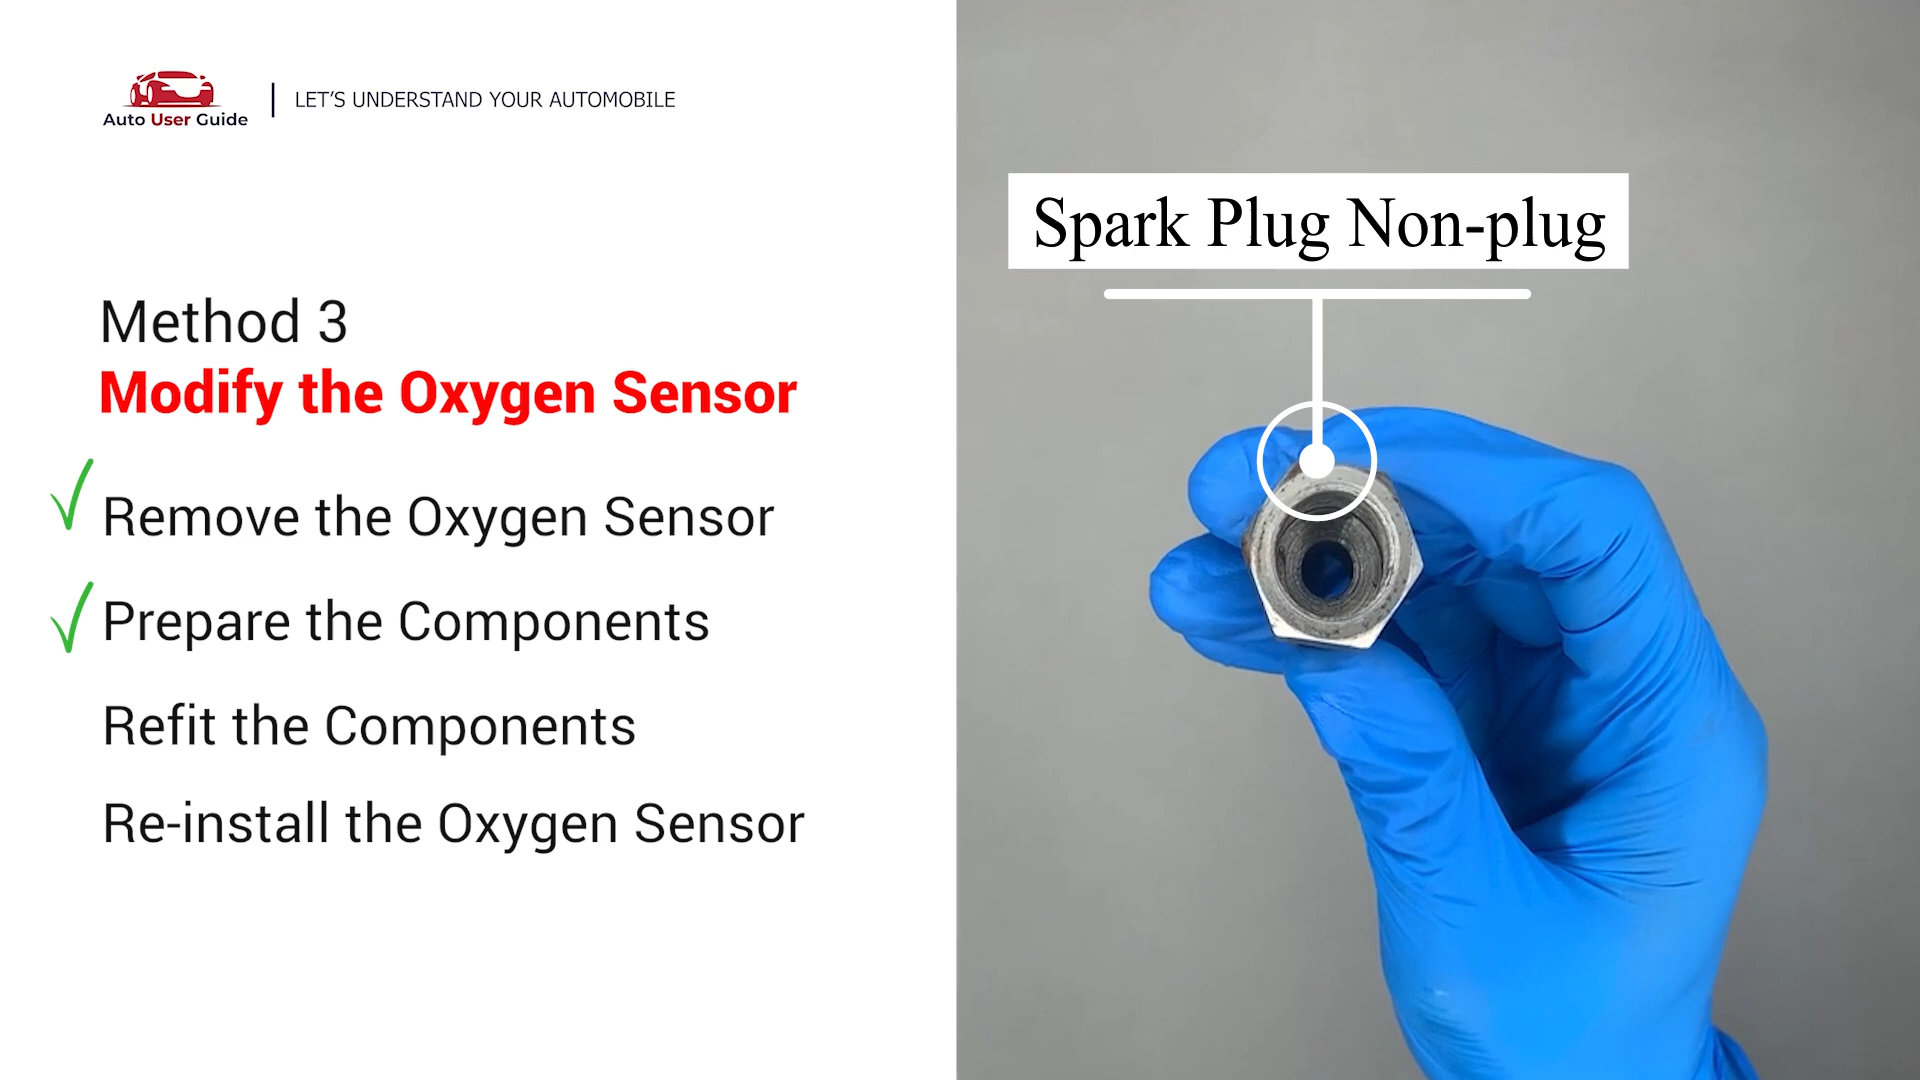 Auto User Guide
LET'S UNDERSTAND YOUR AUTOMOBILE
Method 3
Modify the Oxygen Sensor
Remove the Oxygen Sensor
Prepare the Components
Refit the Components
Re-install the Oxygen Sensor
Spark Plug Non-plug